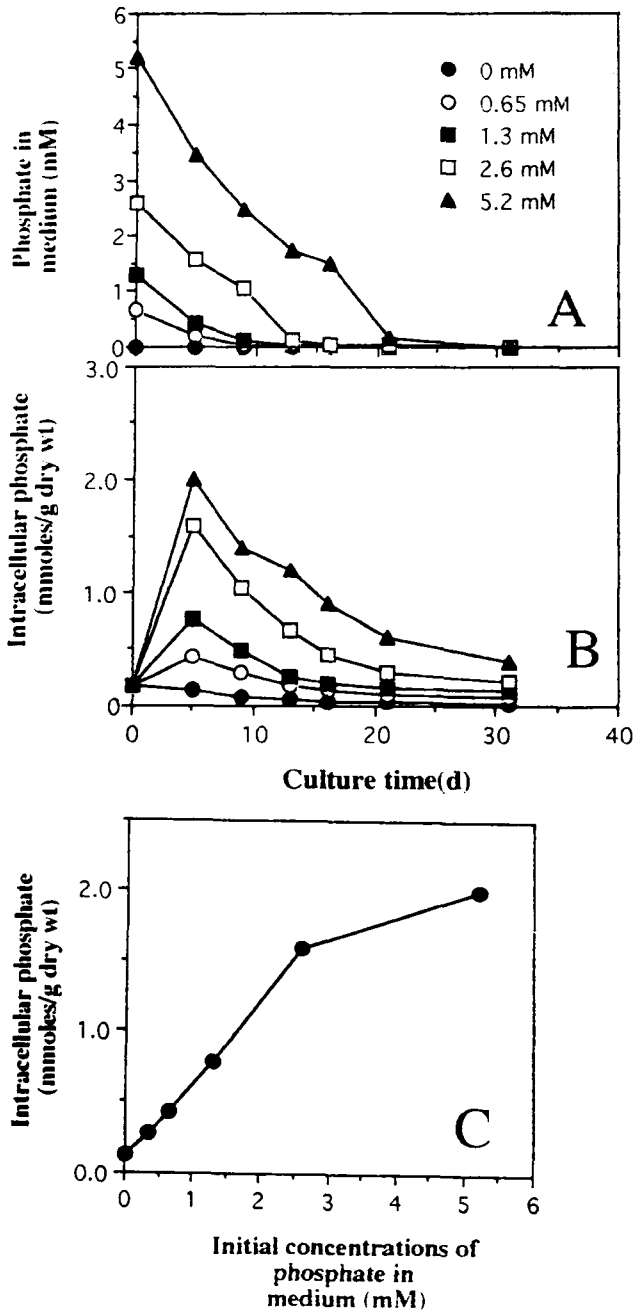 6
5
4
3
2
1
0
Phosphate in
medium (mM)
0 mM
0.65 mM
1.3 mM
2.6 mM
5.2 mM
A
3.0
2.0
1.0
0
Intracellular phosphate
(mmoles/g dry wt)
B
0 10 20 30 40
Culture time(d)
2.0
1.0
0.0
Intracellular phosphate
(mmoles/g dry wt)
C
0 1 2 3 4 5 6
Initial concentrations of
phosphate in
medium (mM)